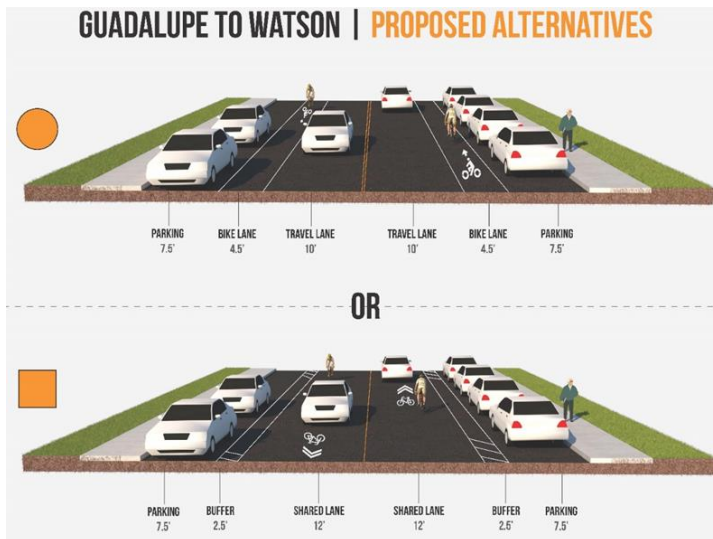 GUADALUPE TO WATSON | PROPOSED ALTERNATIVES
PARKING BIKE LANE TRAVEL LANE TRAVEL LANE BIKE LANE PARKING
7.5' 4.5' 10' 10' 4.5' 7.5'
OR
PARKING BUFFER SHARED LANE SHARED LANE BUFFER PARKING
7.5' 2.5' 12' 12' 2.5' 7.5'